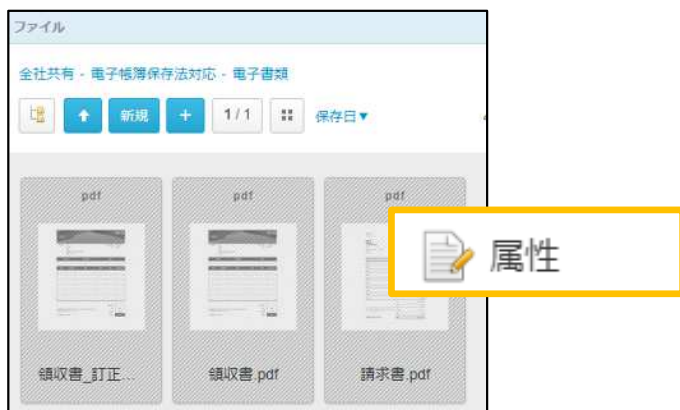 ファイル
全社共有 - 電子帳簿保存法対応 - 電子書類
新規 + 1 / 1 保存日▼
pdf pdf pdf
属性
領収書_訂正... 領収書.pdf 請求書.pdf